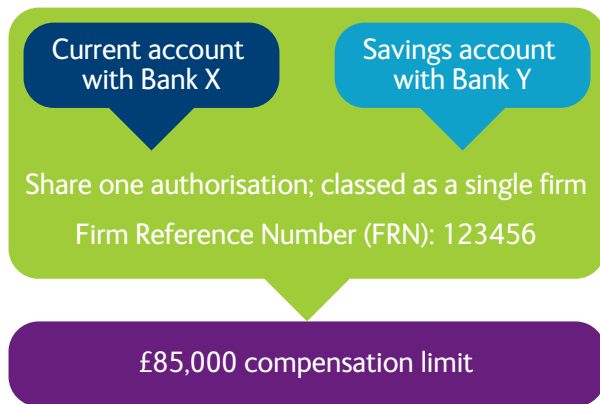 Current account
with Bank X
Savings account
with Bank Y
Share one authorisation; classed as a single firm
Firm Reference Number (FRN): 123456
£85,000 compensation limit